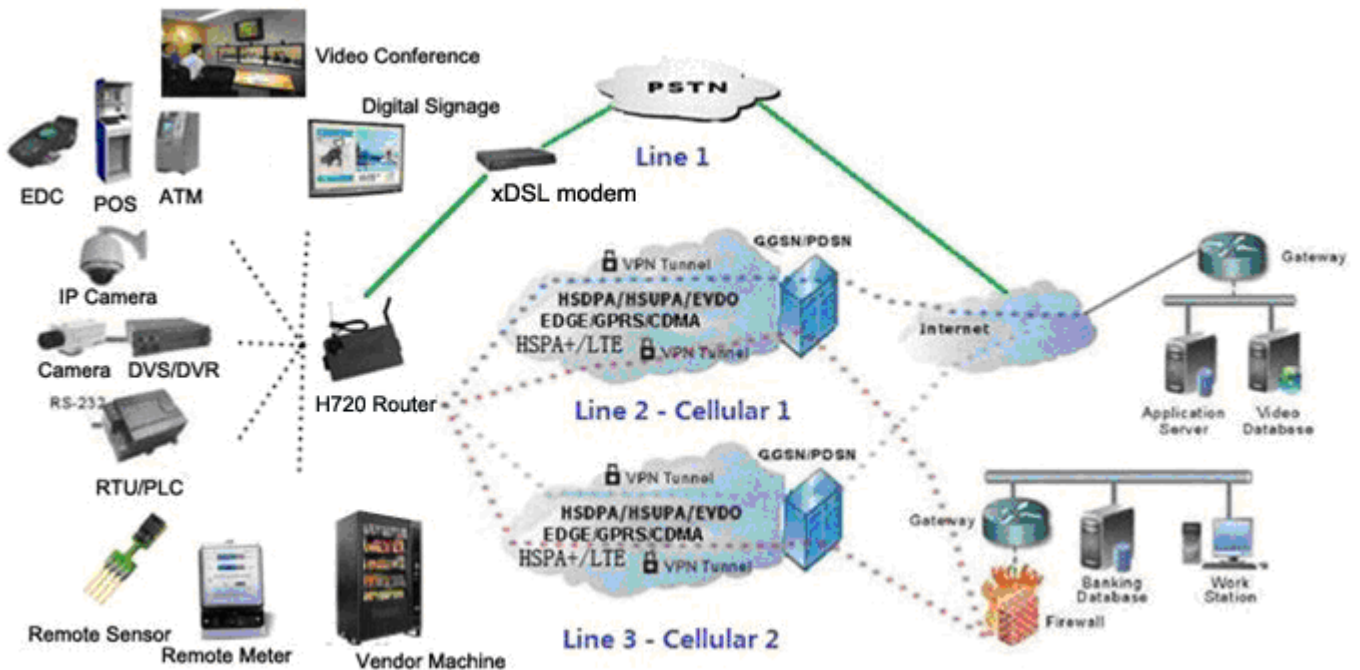 Video Conference
Digital Signage
EDC
POS
ATM
PSTN
Line 1
xDSL modem
IP Camera
Camera
DVS/DVR
RS-232
RTU/PLC
H720 Router
GGSN/PDSN
VPN Tunnel
HSDPA/HSUPA/EVDO
EDGE/GPRS/CDMA
HSPA+/LTE
VPN Tunnel
Line 2 - Cellular 1
Internet
Gateway
Application
Server
Video
Database
GGSN/PDSN
VPN Tunnel
HSDPA/HSUPA/EVDO
EDGE/GPRS/CDMA
HSPA+/LTE
VPN Tunnel
Line 3 - Cellular 2
Gateway
Banking
Database
Work
Station
Firewall
Remote Sensor
Remote Meter
Vendor Machine